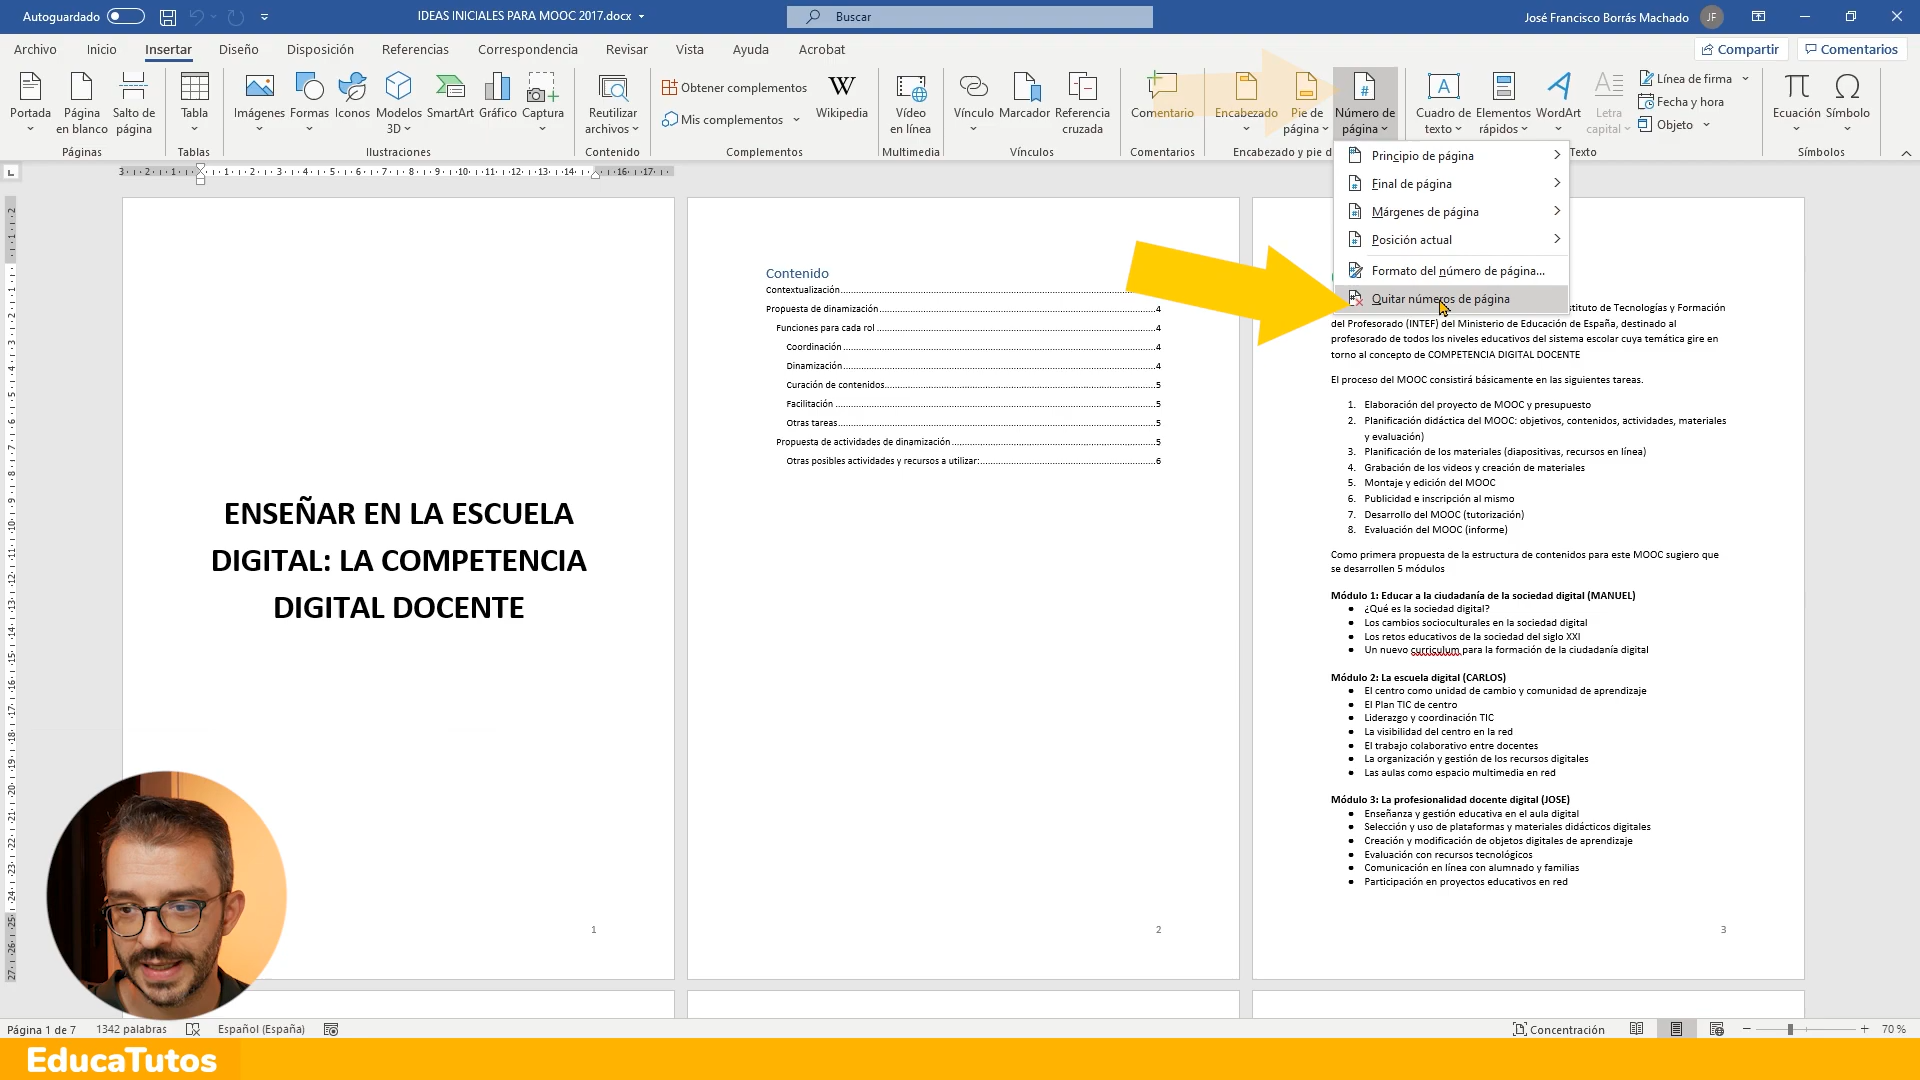 Autoguardado
IDEAS INICIALES PARA MOOC 2017.docx
Buscar
José Francisco Borrás Machado
JF
Archivo
Inicio
Insertar
Diseño
Disposición
Referencias
Correspondencia
Revisar
Vista
Ayuda
Acrobat
Compartir
Comentarios
Portada
Página
en blanco
Salto de
página
Páginas
Tabla
Tablas
Imágenes
Formas
Iconos
Modelos
3D
SmartArt
Gráfico
Captura
Ilustraciones
Reutilizar
archivos
Contenido
Obtener complementos
Mis complementos
Wikipedia
Complementos
Vídeo
en línea
Multimedia
Vínculo
Marcador
Referencia
cruzada
Vínculos
Comentario
Comentarios
Encabezado
Pie de
página
Número de
página
Encabezado y pie d
Cuadro de
texto
Elementos
rápidos
WordArt
Letra
capital
Línea de firma
Fecha y hora
Objeto
Texto
Ecuación
Símbolo
Símbolos
Principio de página
Final de página
Márgenes de página
Posición actual
Formato del número de página...
Quitar números de página
ENSEÑAR EN LA ESCUELA
DIGITAL: LA COMPETENCIA
DIGITAL DOCENTE
1
Contenido
Contextualización
Propuesta de dinamización 4
Funciones para cada rol 4
Coordinación 4
Dinamización 4
Curación de contenidos 5
Facilitación 5
Otras tareas 5
Propuesta de actividades de dinamización 5
Otras posibles actividades y recursos a utilizar: 6
2
stituto de Tecnologías y Formación
del Profesorado (INTEF) del Ministerio de Educación de España, destinado al
profesorado de todos los niveles educativos del sistema escolar cuya temática gire en
torno al concepto de COMPETENCIA DIGITAL DOCENTE
El proceso del MOOC consistirá básicamente en las siguientes tareas.
1. Elaboración del proyecto de MOOC y presupuesto
2. Planificación didáctica del MOOC: objetivos, contenidos, actividades, materiales
y evaluación)
3. Planificación de los materiales (diapositivas, recursos en línea)
4. Grabación de los videos y creación de materiales
5. Montaje y edición del MOOC
6. Publicidad e inscripción al mismo
7. Desarrollo del MOOC (tutorización)
8. Evaluación del MOOC (informe)
Como primera propuesta de la estructura de contenidos para este MOOC sugiero que
se desarrollen 5 módulos
Módulo 1: Educar a la ciudadanía de la sociedad digital (MANUEL)
• ¿Qué es la sociedad digital?
• Los cambios socioculturales en la sociedad digital
• Los retos educativos de la sociedad del siglo XXI
• Un nuevo curriculum para la formación de la ciudadanía digital
Módulo 2: La escuela digital (CARLOS)
• El centro como unidad de cambio y comunidad de aprendizaje
• El Plan TIC de centro
• Liderazgo y coordinación TIC
• La visibilidad del centro en la red
• El trabajo colaborativo entre docentes
• La organización y gestión de los recursos digitales
• Las aulas como espacio multimedia en red
Módulo 3: La profesionalidad docente digital (JOSE)
• Enseñanza y gestión educativa en el aula digital
• Selección y uso de plataformas y materiales didácticos digitales
• Creación y modificación de objetos digitales de aprendizaje
• Evaluación con recursos tecnológicos
• Comunicación en línea con alumnado y familias
• Participación en proyectos educativos en red
3
Página 1 de 7
1342 palabras
Español (España)
Concentración
70 %
EducaTutos